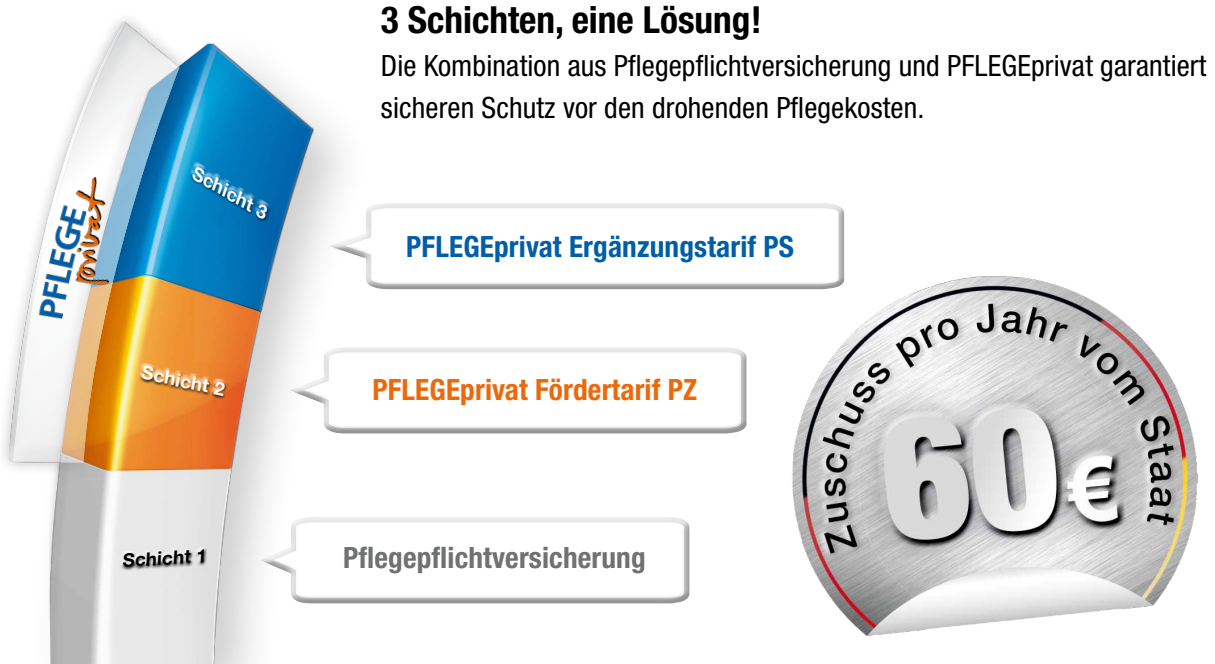 3 Schichten, eine Lösung!
Die Kombination aus Pflegepflichtversicherung und PFLEGEprivat garantiert
sicheren Schutz vor den drohenden Pflegekosten.
PFLEGE
privat
Schicht 3
PFLEGEprivat Ergänzungstarif PS
Schicht 2
PFLEGEprivat Fördertarif PZ
Schicht 1
Pflegepflichtversicherung
Zuschuss pro Jahr vom Staat
60€